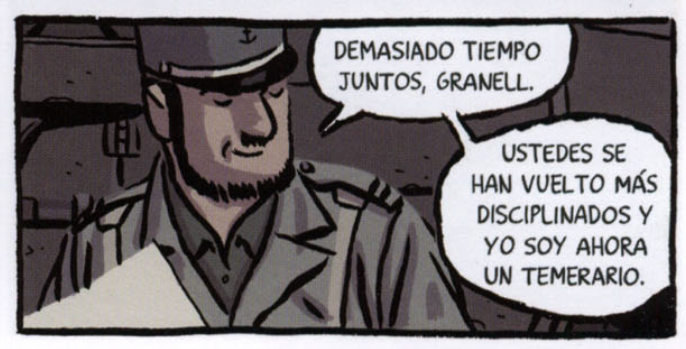 DEMASIADO TIEMPO
JUNTOS, GRANELL.
USTEDES SE
HAN VUELTO MÁS
DISCIPLINADOS Y
YO SOY AHORA
UN TEMERARIO.